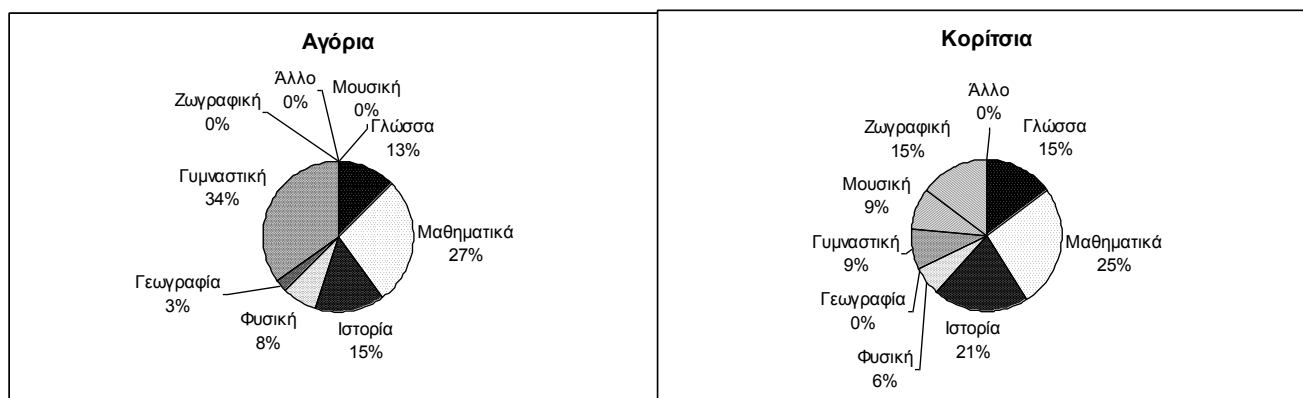 Αγόρια
Άλλο
0%
Μουσική
0%
Ζωγραφική
0%
Γλώσσα
13%
Γυμναστική
34%
Μαθηματικά
27%
Γεωγραφία
3%
Φυσική
8%
Ιστορία
15%
Κορίτσια
Άλλο
0%
Ζωγραφική
15%
Γλώσσα
15%
Μουσική
9%
Γυμναστική
9%
Μαθηματικά
25%
Γεωγραφία
0%
Ιστορία
21%
Φυσική
6%